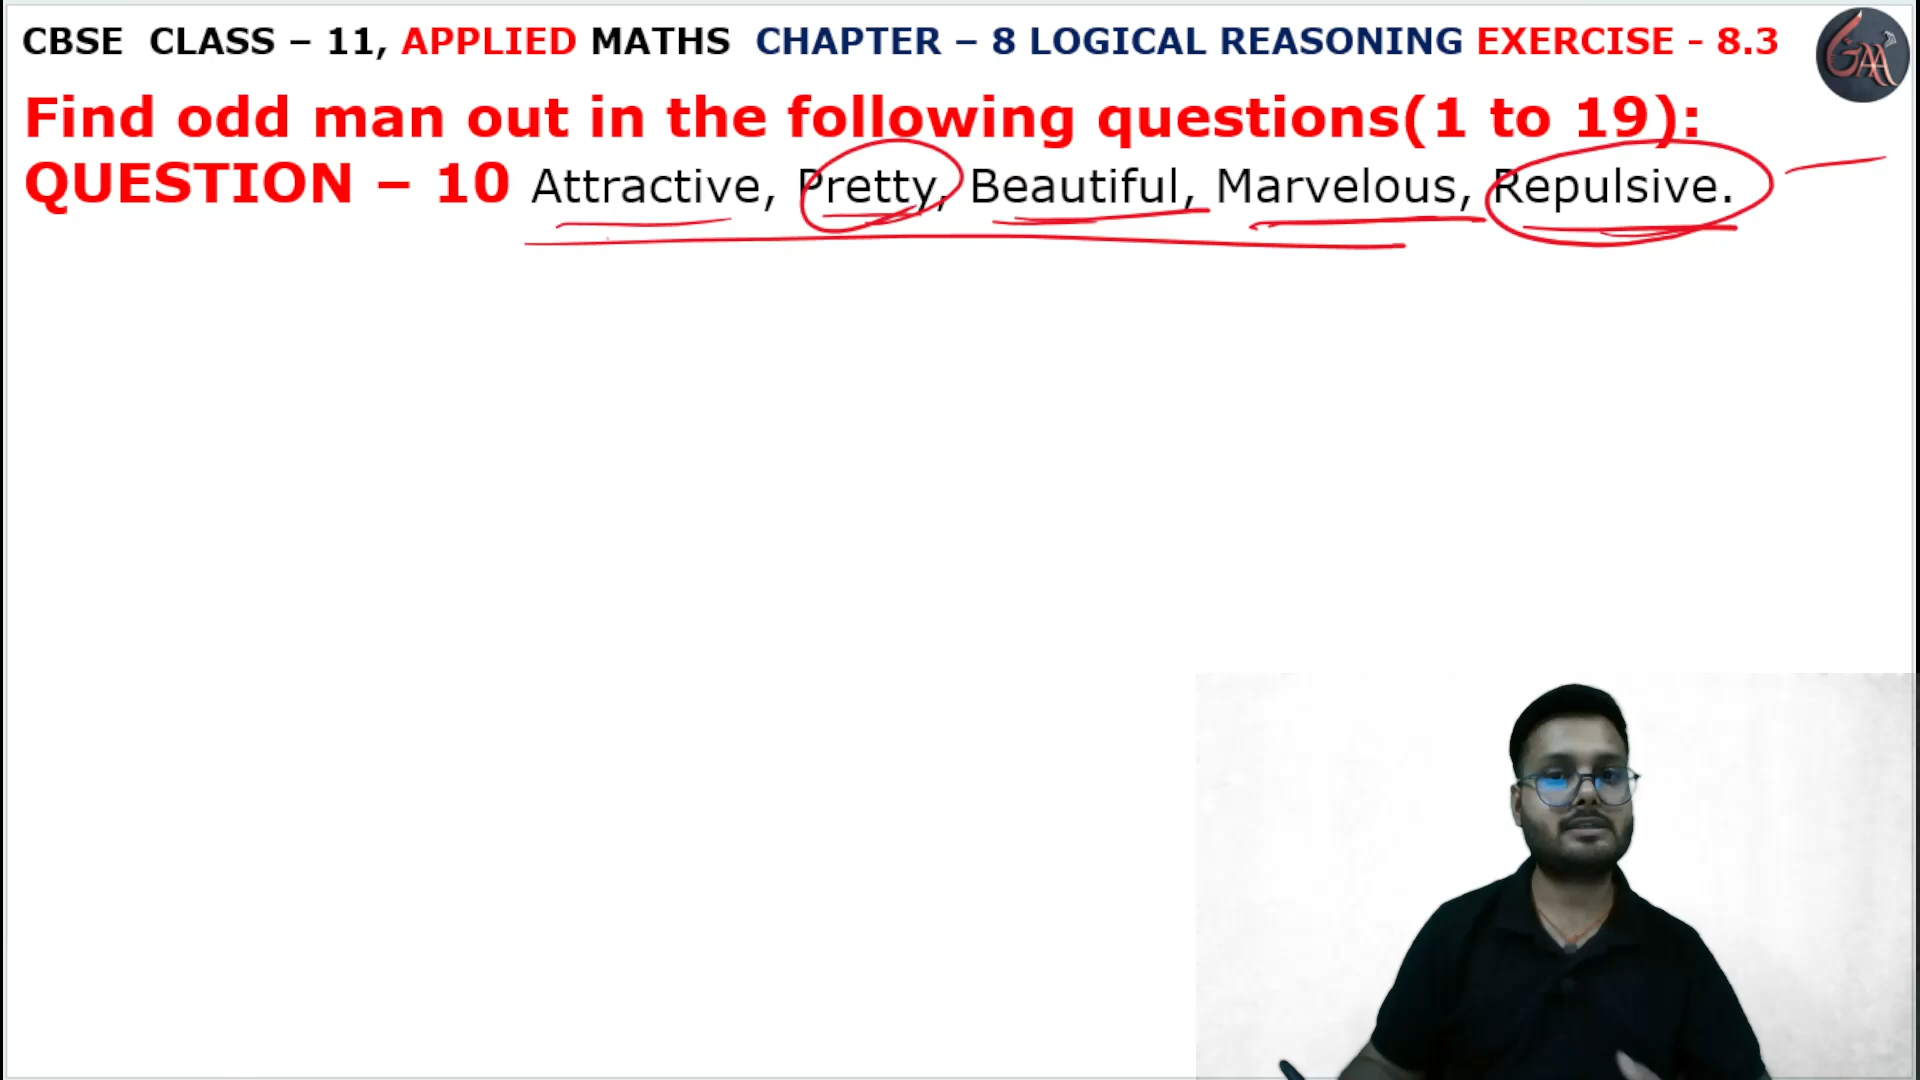 CBSE CLASS – 11, APPLIED MATHS CHAPTER – 8 LOGICAL REASONING EXERCISE - 8.3
Find odd man out in the following questions(1 to 19):
QUESTION – 10 Attractive, Pretty, Beautiful, Marvelous, Repulsive.